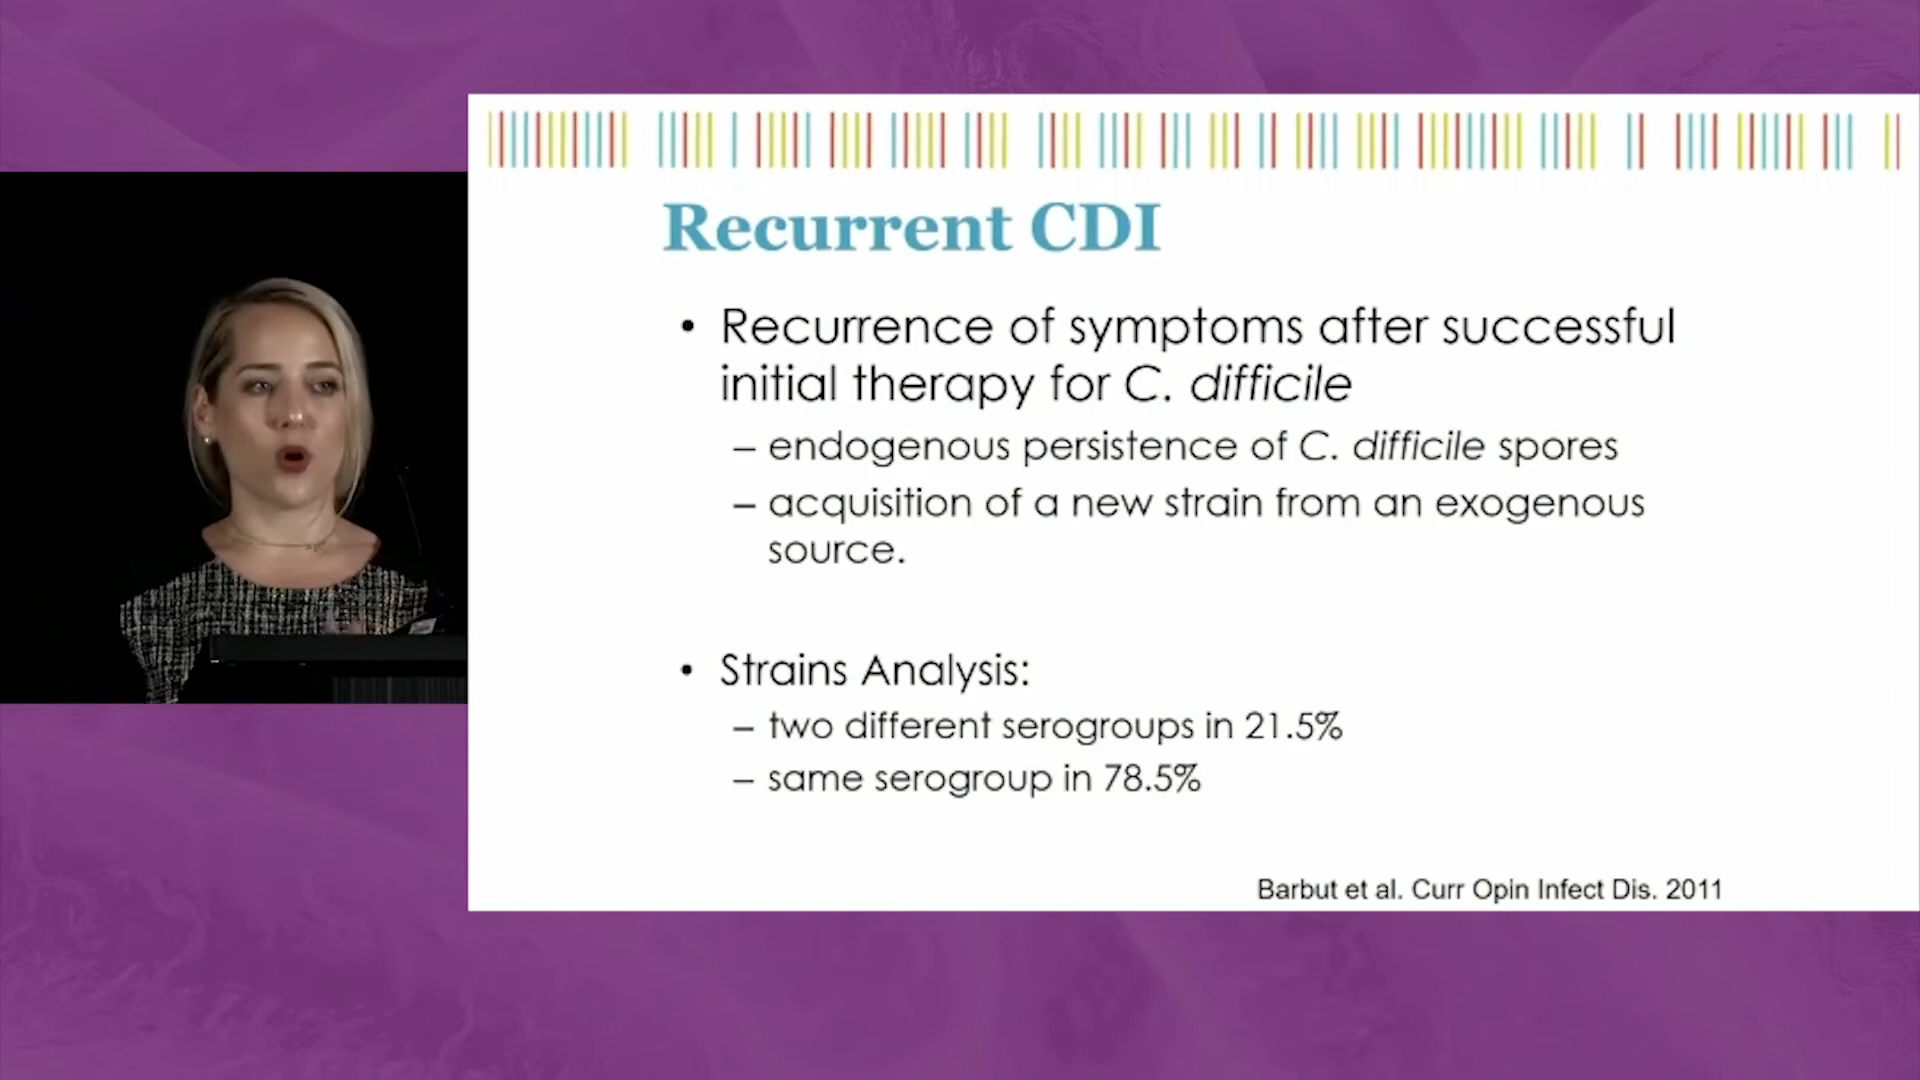 Recurrent CDI
• Recurrence of symptoms after successful
initial therapy for C. difficile
– endogenous persistence of C. difficile spores
– acquisition of a new strain from an exogenous
source.
• Strains Analysis:
– two different serogroups in 21.5%
– same serogroup in 78.5%
Barbut et al. Curr Opin Infect Dis. 2011